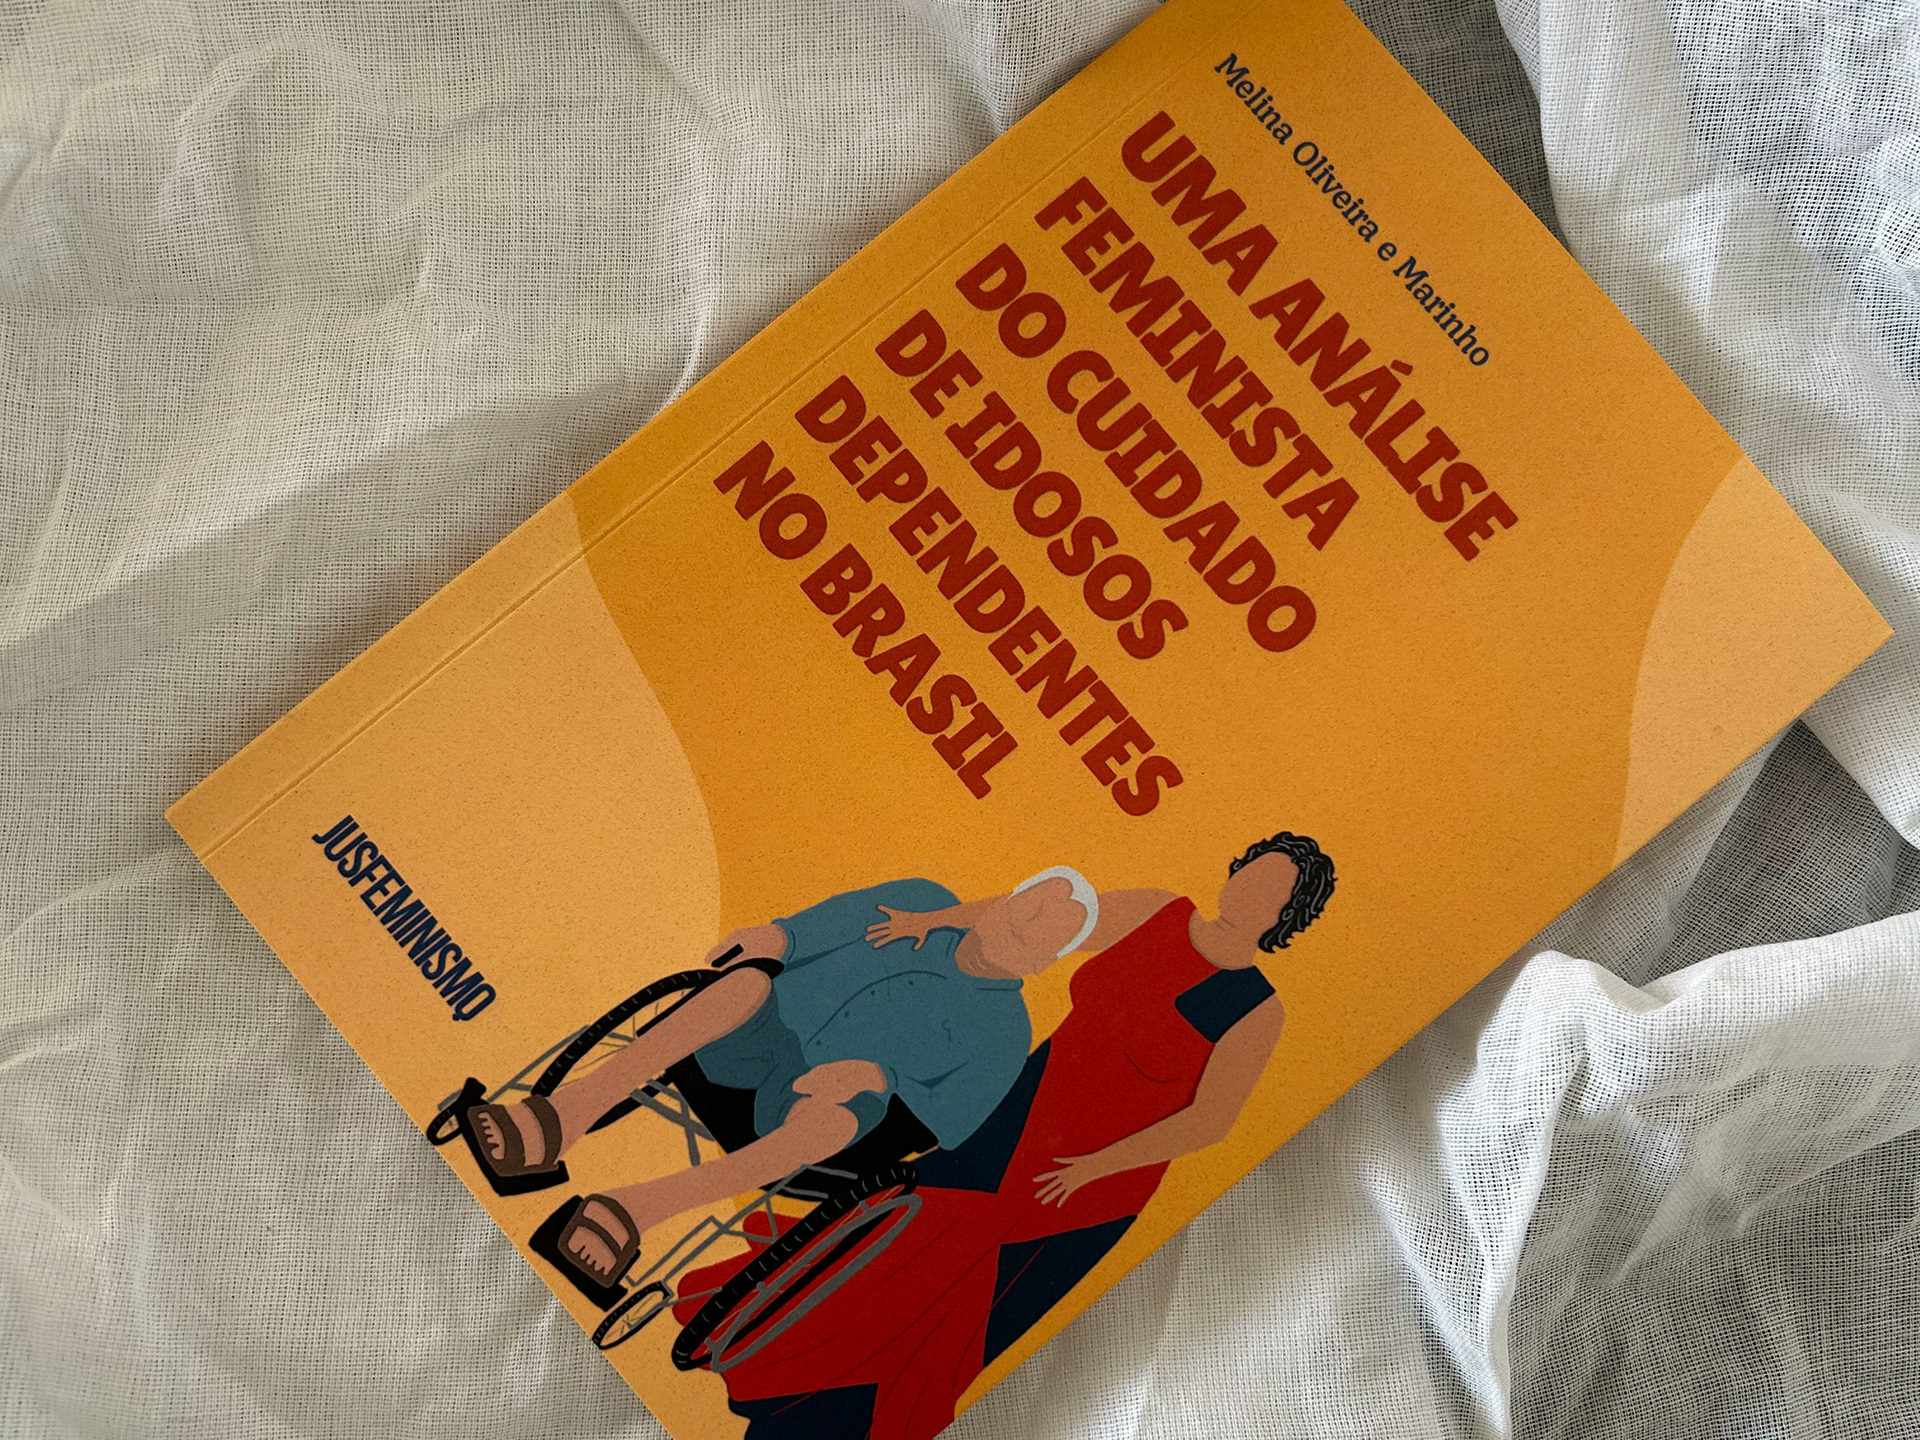 Melina Oliveira e Marinho
UMA ANÁLISE
FEMINISTA
DO CUIDADO
DE IDOSOS
DEPENDENTES
NO BRASIL
JUSFEMINISMO